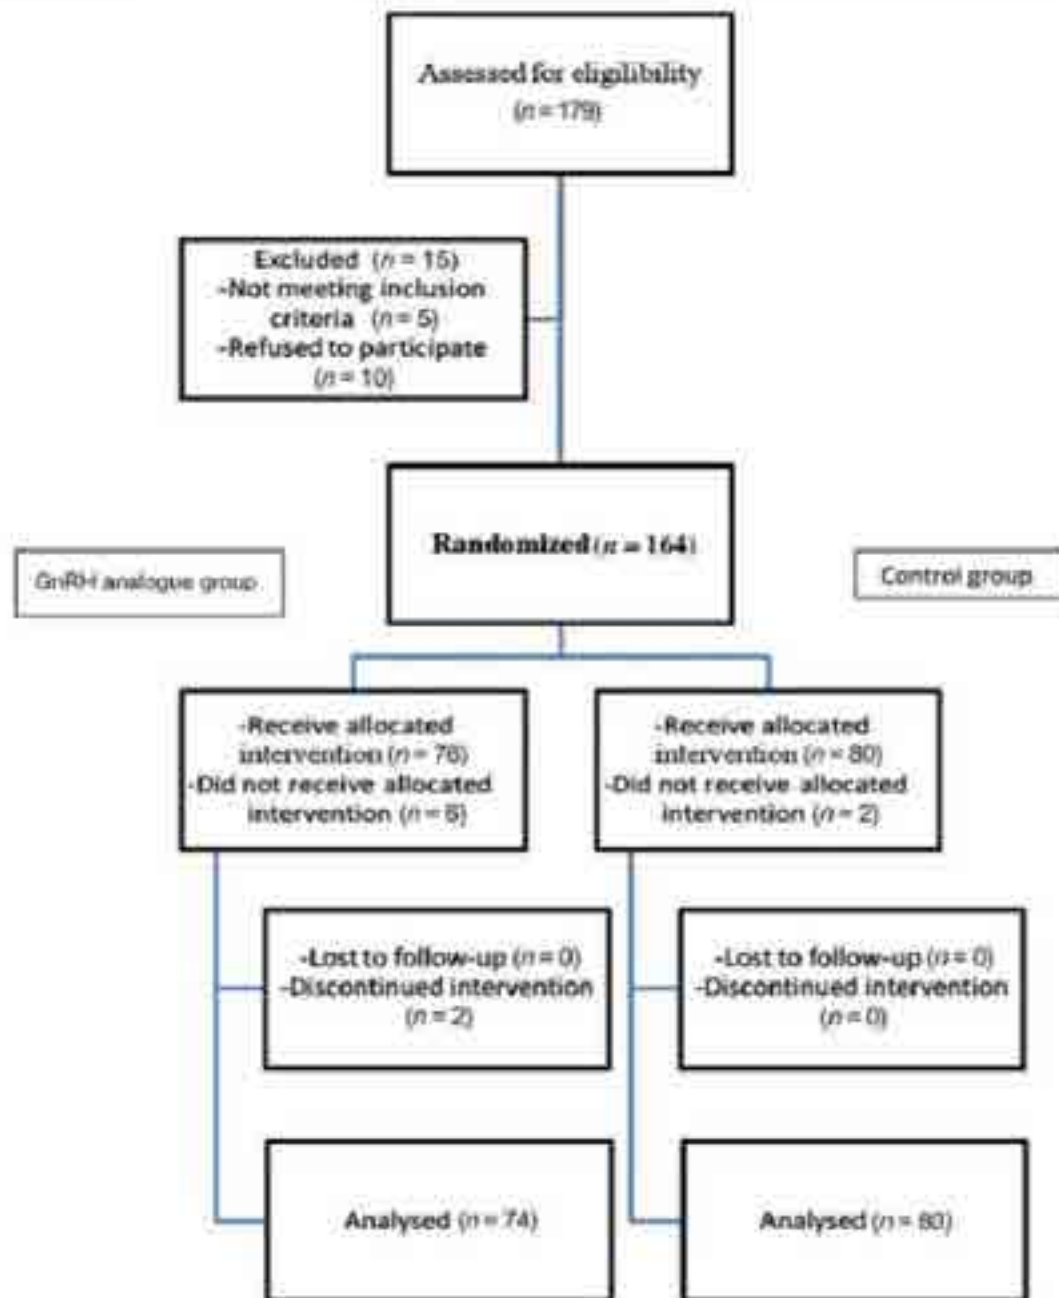 Assessed for eligilibility
(n = 179)
Excluded (n = 15)
-Not meeting inclusion
criteria (n = 5)
-Refused to participate
(n = 10)
Randomized (n = 164)
GnRH analogue group
Control group
-Receive allocated
intervention (n = 76)
-Did not receive allocated
intervention (n = 6)
-Receive allocated
intervention (n = 80)
-Did not receive allocated
intervention (n = 2)
-Lost to follow-up (n = 0)
-Discontinued intervention
(n = 2)
-Lost to follow-up (n = 0)
-Discontinued intervention
(n = 0)
Analysed (n = 74)
Analysed (n = 80)